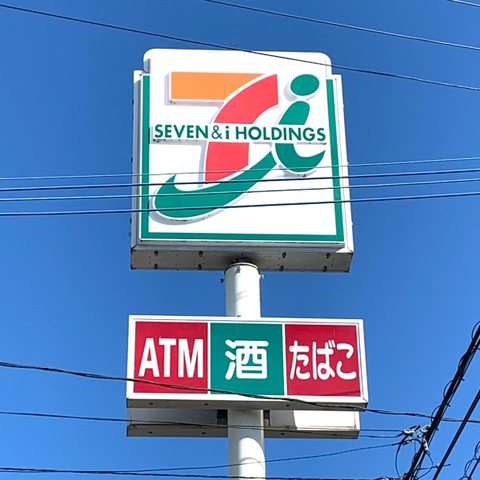 SEVEN & i HOLDINGS
ATM 酒 たばこ